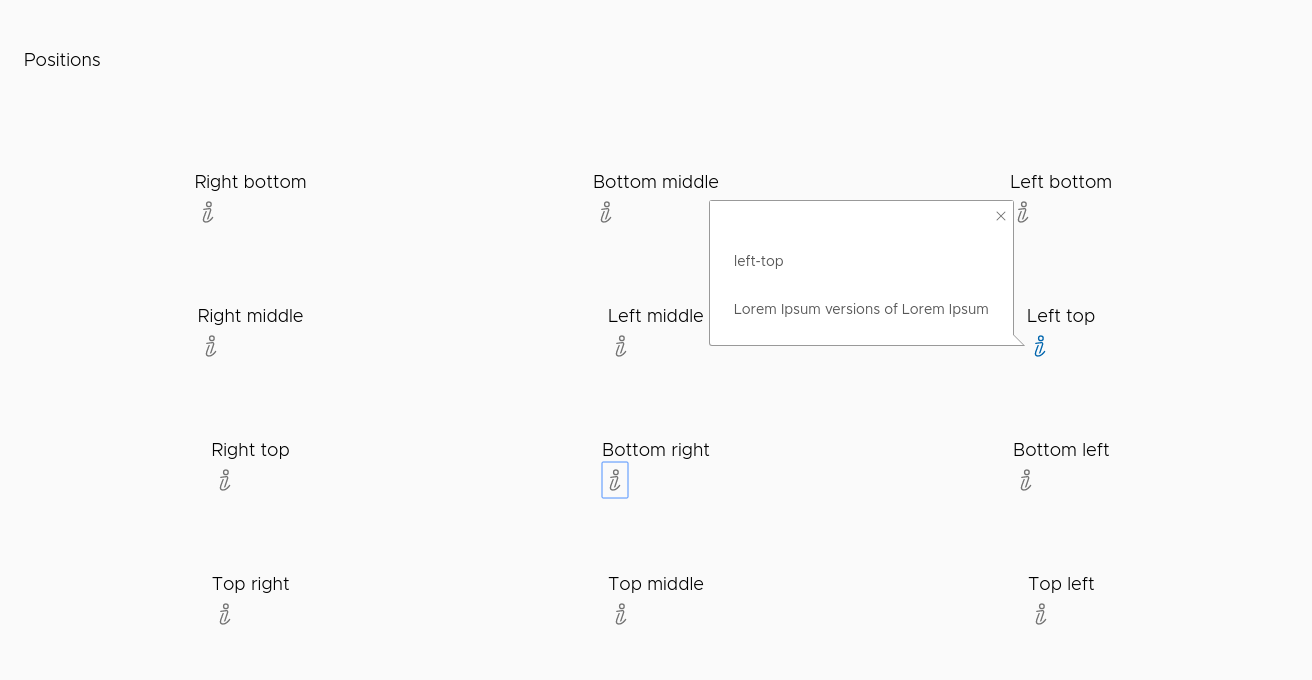 Positions
Right bottom
Bottom middle
Left bottom
left-top
Lorem Ipsum versions of Lorem Ipsum
Right middle
Left middle
Left top
Right top
Bottom right
Bottom left
Top right
Top middle
Top left